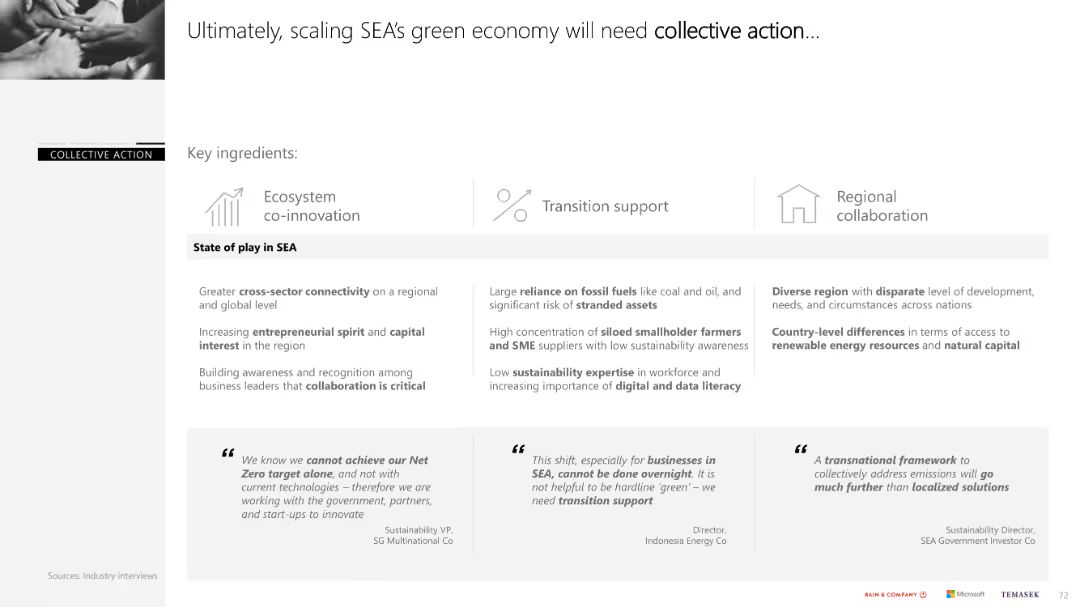 Ultimately, scaling SEA's green economy will need collective action...
COLLECTIVE ACTION
Key ingredients:
Ecosystem
co-innovation
Transition support
Regional
collaboration
State of play in SEA
Greater cross-sector connectivity on a regional
and global level
Increasing entrepreneurial spirit and capital
interest in the region
Building awareness and recognition among
business leaders that collaboration is critical
Large reliance on fossil fuels like coal and oil, and
significant risk of stranded assets
High concentration of siloed smallholder farmers
and SME suppliers with low sustainability awareness
Low sustainability expertise in workforce and
increasing importance of digital and data literacy
Diverse region with disparate level of development,
needs, and circumstances across nations
Country-level differences in terms of access to
renewable energy resources and natural capital
“ We know we cannot achieve our Net
Zero target alone, and not with
current technologies – therefore we are
working with the government, partners,
and start-ups to innovate
Sustainability VP,
SG Multinational Co
“ This shift, especially for businesses in
SEA, cannot be done overnight. It is
not helpful to be hardline 'green' – we
need transition support
Director,
Indonesia Energy Co
“ A transnational framework to
collectively address emissions will go
much further than localized solutions
Sustainability Director,
SEA Government Investor Co
Sources: Industry interviews
BAIN & COMPANY
Microsoft
TEMASEK
72